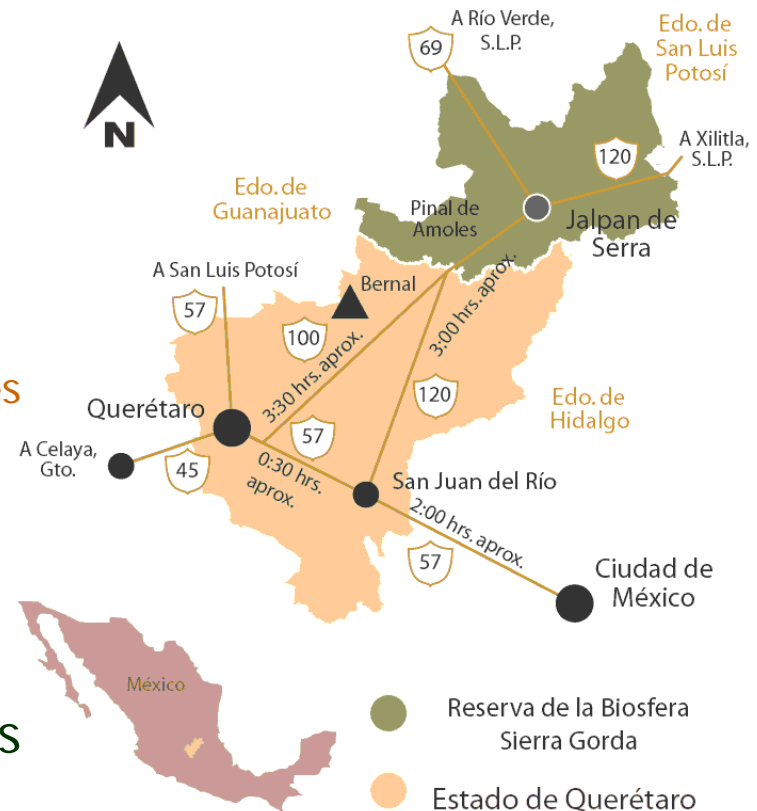 A Río Verde,
S.L.P.
69
Edo. de
San Luis
Potosí
N
120
A Xilitla,
S.L.P.
Edo. de
Guanajuato
Pinal de
Amoles
Jalpan de
Serra
A San Luis Potosí
Bernal
57
100
3:30 hrs. aprox.
3:00 hrs. aprox.
es
Querétaro
120
Edo. de
Hidalgo
57
A Celaya,
Gto.
45
0:30 hrs.
aprox.
San Juan del Río
2:00 hrs. aprox.
57
Ciudad de
México
México
s
Reserva de la Biosfera
Sierra Gorda
Estado de Querétaro